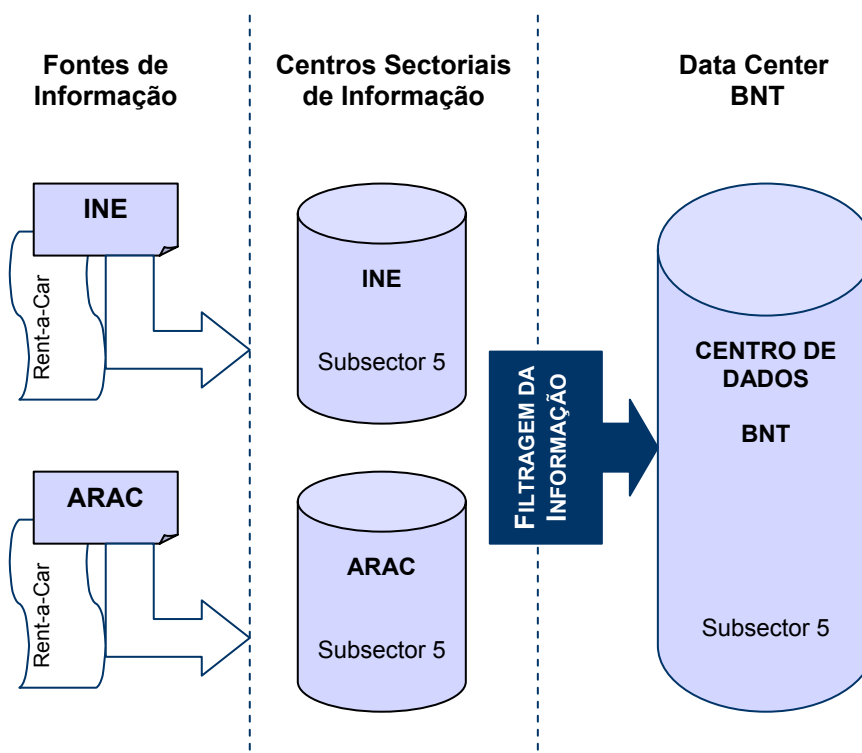 Fontes de
Informação
Centros Sectoriais
de Informação
Data Center
BNT
INE
Rent-a-Car
INE
Subsector 5
ARAC
Rent-a-Car
ARAC
Subsector 5
FILTRAGEM DA
INFORMAÇÃO
CENTRO DE
DADOS
BNT
Subsector 5